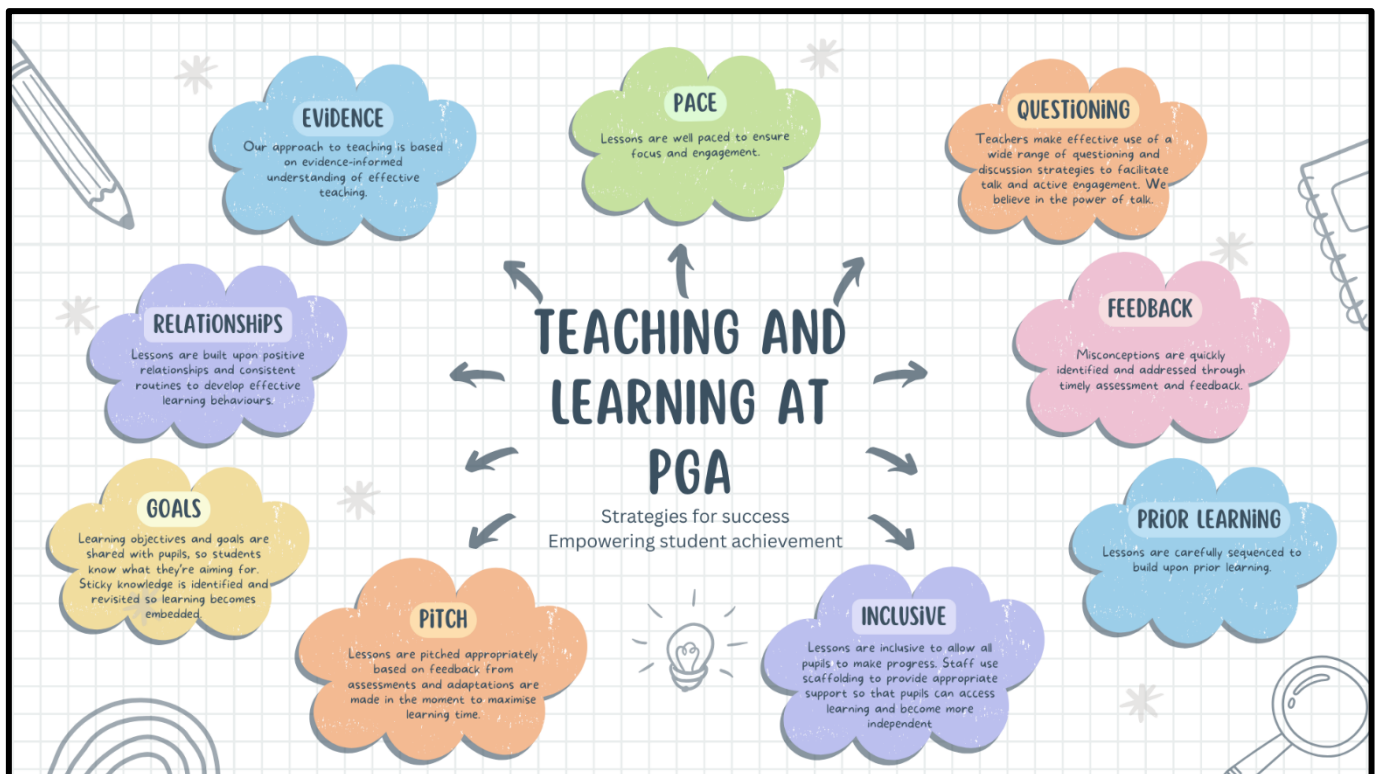 EVIDENCE
Our approach to teaching is based
on evidence-informed
understanding of effective
teaching.
PACE
Lessons are well paced to ensure
focus and engagement.
QUESTIONING
Teachers make effective use of a
wide range of questioning and
discussion strategies to facilitate
talk and active engagement. We
believe in the power of talk.
RELATIONSHIPS
Lessons are built upon positive
relationships and consistent
routines to develop effective
learning behaviours.
TEACHING AND
LEARNING AT
PGA
Strategies for success
Empowering student achievement
FEEDBACK
Misconceptions are quickly
identified and addressed through
timely assessment and feedback.
GOALS
Learning objectives and goals are
shared with pupils, so students
know what they're aiming for.
Sticky knowledge is identified and
revisited so learning becomes
embedded.
PRIOR LEARNING
Lessons are carefully sequenced to
build upon prior learning.
PITCH
Lessons are pitched appropriately
based on feedback from
assessments and adaptations are
made in the moment to maximise
learning time.
INCLUSIVE
Lessons are inclusive to allow all
pupils to make progress. Staff use
scaffolding to provide appropriate
support so that pupils can access
learning and become more
independent